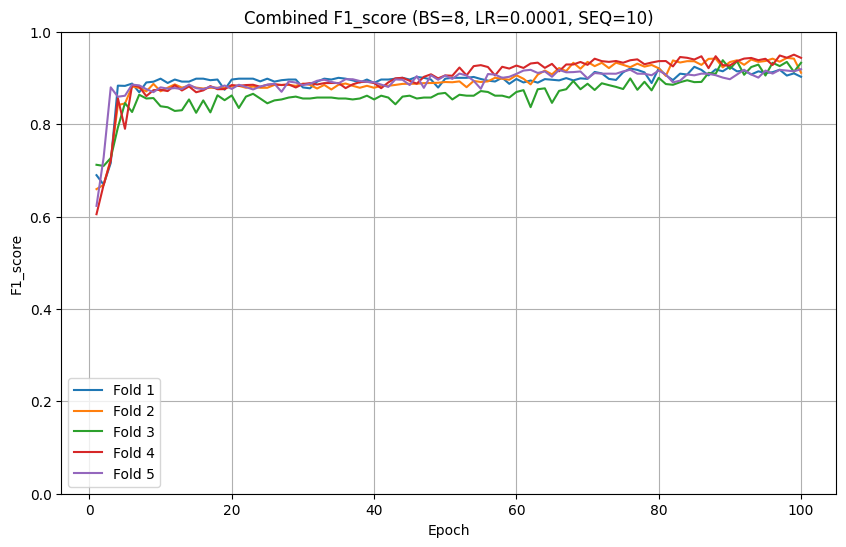 Combined F1_score (BS=8, LR=0.0001, SEQ=10)
1.0
0.8
0.6
0.4
0.2
0.0
F1_score
Fold 1
Fold 2
Fold 3
Fold 4
Fold 5
0 20 40 60 80 100
Epoch